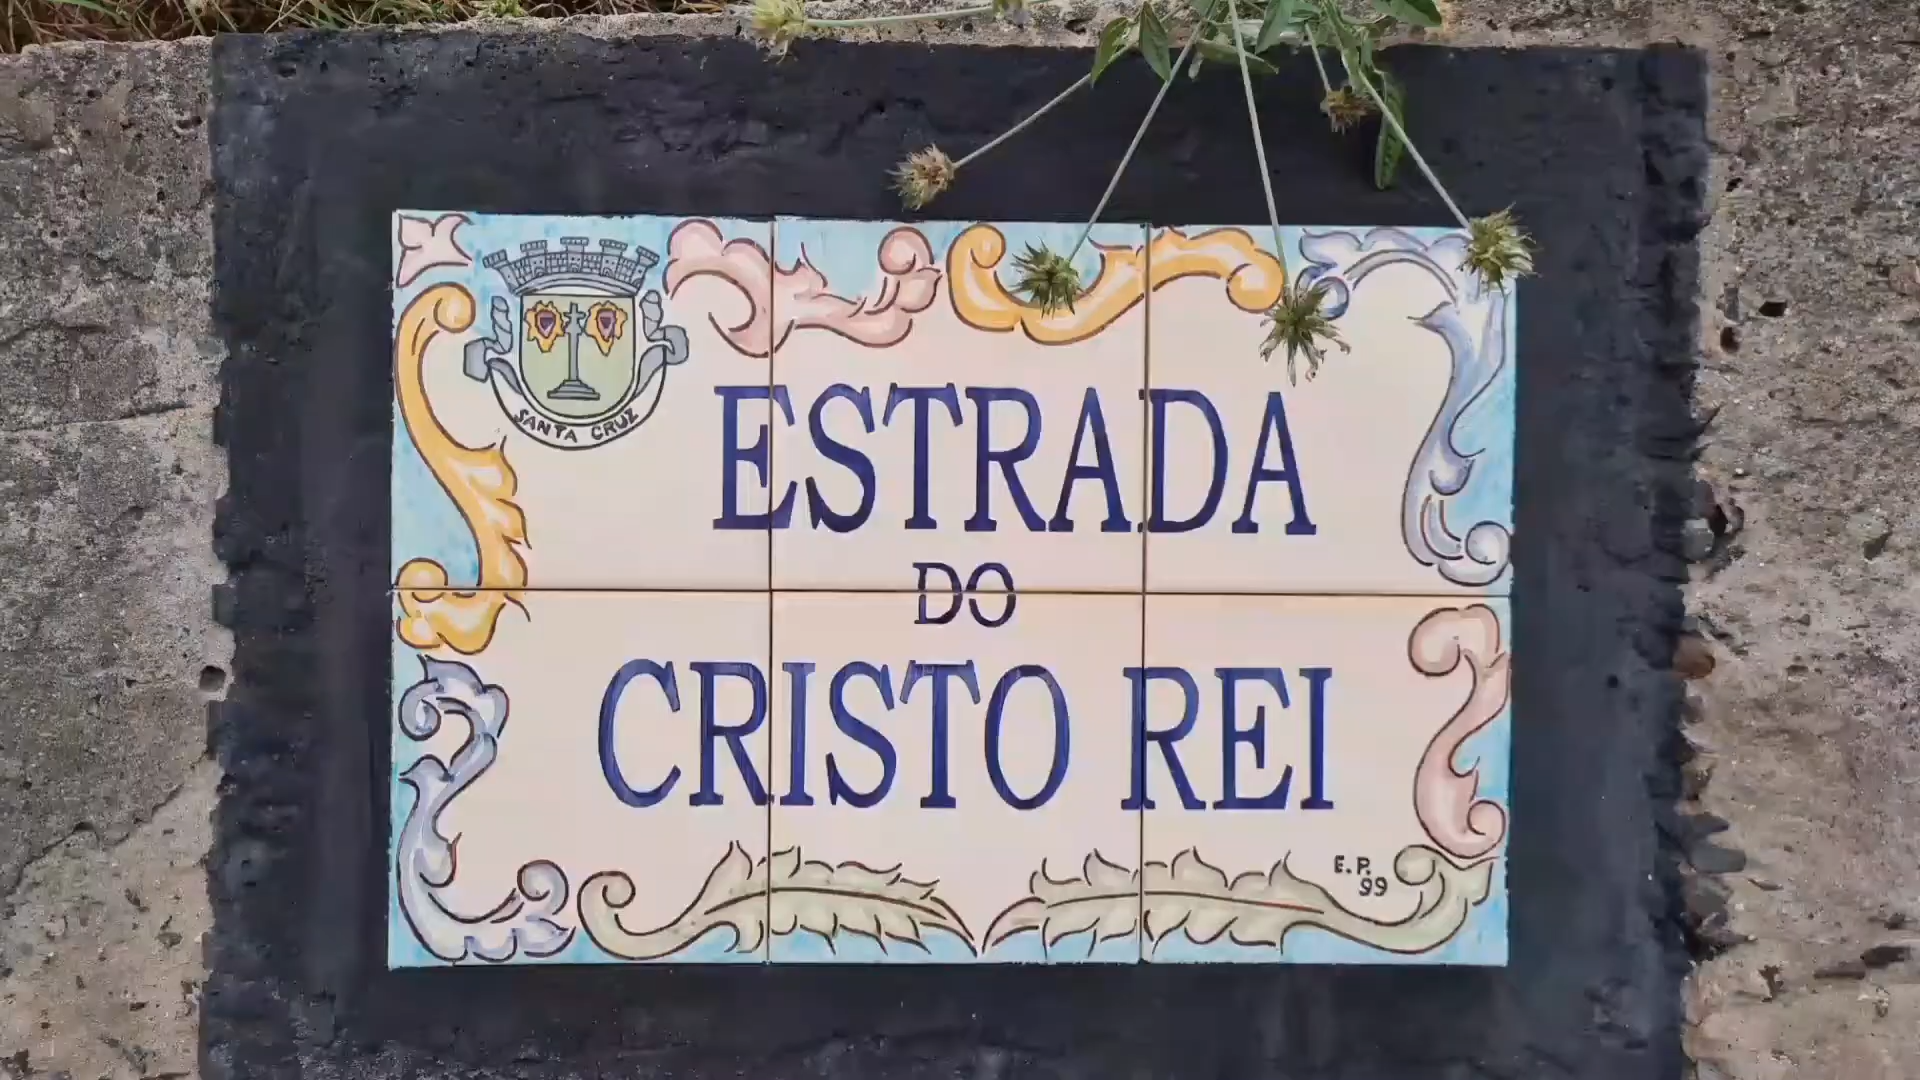 SANTA CRUZ
ESTRADA
DO
CRISTO REI
E.P.
99